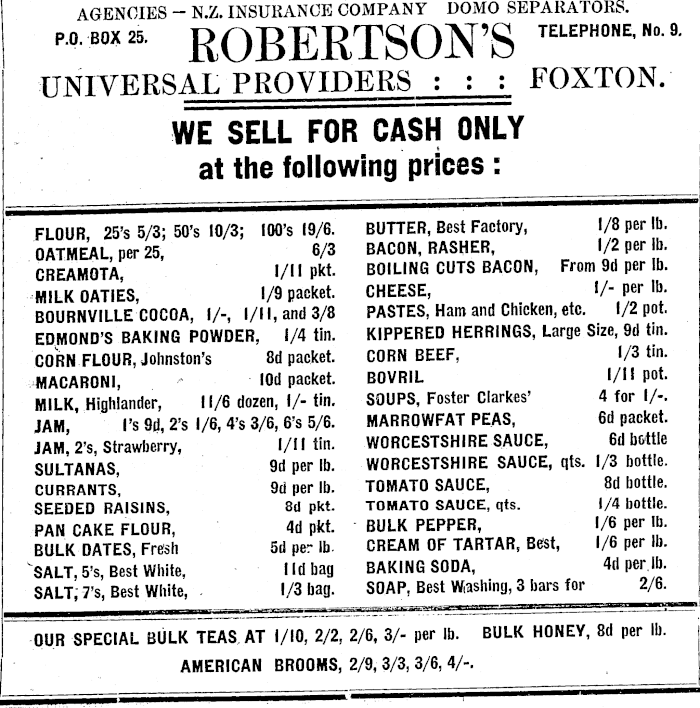 AGENCIES — N.Z. INSURANCE COMPANY DOMO SEPARATORS.
P.O. BOX 25.
ROBERTSON'S
TELEPHONE, No. 9.
UNIVERSAL PROVIDERS : : : FOXTON.
WE SELL FOR CASH ONLY
at the following prices :
FLOUR, 25's 5/3; 50's 10/3; 100's 19/6.
OATMEAL, per 25, 6/3
CREAMOTA, 1/11 pkt.
MILK OATIES, 1/9 packet.
BOURNVILLE COCOA, 1/-, 1/11, and 3/8
EDMOND'S BAKING POWDER, 1/4 tin.
CORN FLOUR, Johnston's 8d packet.
MACARONI, 10d packet.
MILK, Highlander, 11/6 dozen, 1/- tin.
JAM, 1's 9d, 2's 1/6, 4's 3/6, 6's 5/6.
JAM, 2's, Strawberry, 1/11 tin.
SULTANAS, 9d per lb.
CURRANTS, 9d per lb.
SEEDED RAISINS, 8d pkt.
PAN CAKE FLOUR, 4d pkt.
BULK DATES, Fresh 5d per lb.
SALT, 5's, Best White, 11d bag
SALT, 7's, Best White, 1/3 bag.
BUTTER, Best Factory, 1/8 per lb.
BACON, RASHER, 1/2 per lb.
BOILING CUTS BACON, From 9d per lb.
CHEESE, 1/- per lb.
PASTES, Ham and Chicken, etc. 1/2 pot.
KIPPERED HERRINGS, Large Size, 9d tin.
CORN BEEF, 1/3 tin.
BOVRIL 1/11 pot.
SOUPS, Foster Clarkes' 4 for 1/-.
MARROWFAT PEAS, 6d packet.
WORCESTSHIRE SAUCE, 6d bottle
WORCESTSHIRE SAUCE, qts. 1/3 bottle.
TOMATO SAUCE, 8d bottle.
TOMATO SAUCE, qts. 1/4 bottle.
BULK PEPPER, 1/6 per lb.
CREAM OF TARTAR, Best, 1/6 per lb.
BAKING SODA, 4d per lb.
SOAP, Best Washing, 3 bars for 2/6.
OUR SPECIAL BULK TEAS AT 1/10, 2/2, 2/6, 3/- per lb. BULK HONEY, 8d per lb.
AMERICAN BROOMS, 2/9, 3/3, 3/6, 4/-.